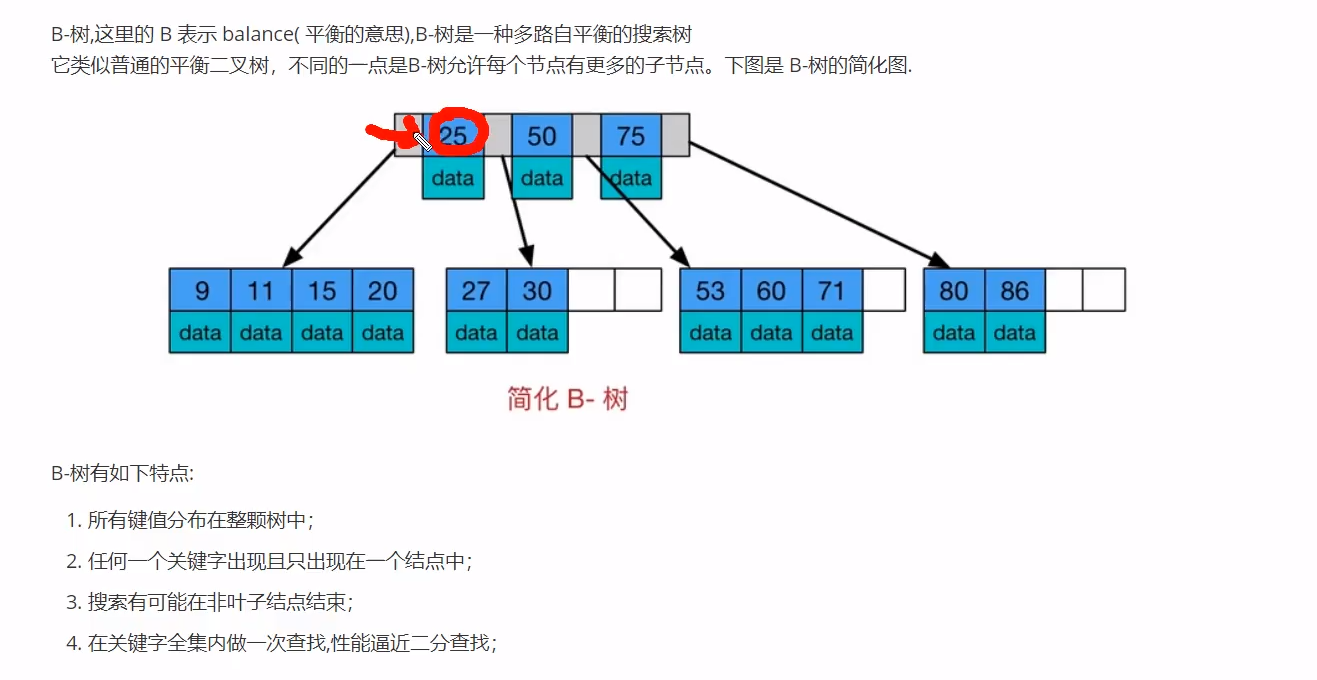 B-树,这里的 B 表示 balance( 平衡的意思),B-树是一种多路自平衡的搜索树
它类似普通的平衡二叉树，不同的一点是B-树允许每个节点有更多的子节点。下图是 B-树的简化图.
25 50 75
data data data
9 11 15 20 27 30 53 60 71 80 86
data data data data data data data data data data data
简化 B- 树
B-树有如下特点:
1. 所有键值分布在整颗树中；
2. 任何一个关键字出现且只出现在一个结点中；
3. 搜索有可能在非叶子结点结束；
4. 在关键字全集内做一次查找,性能逼近二分查找；